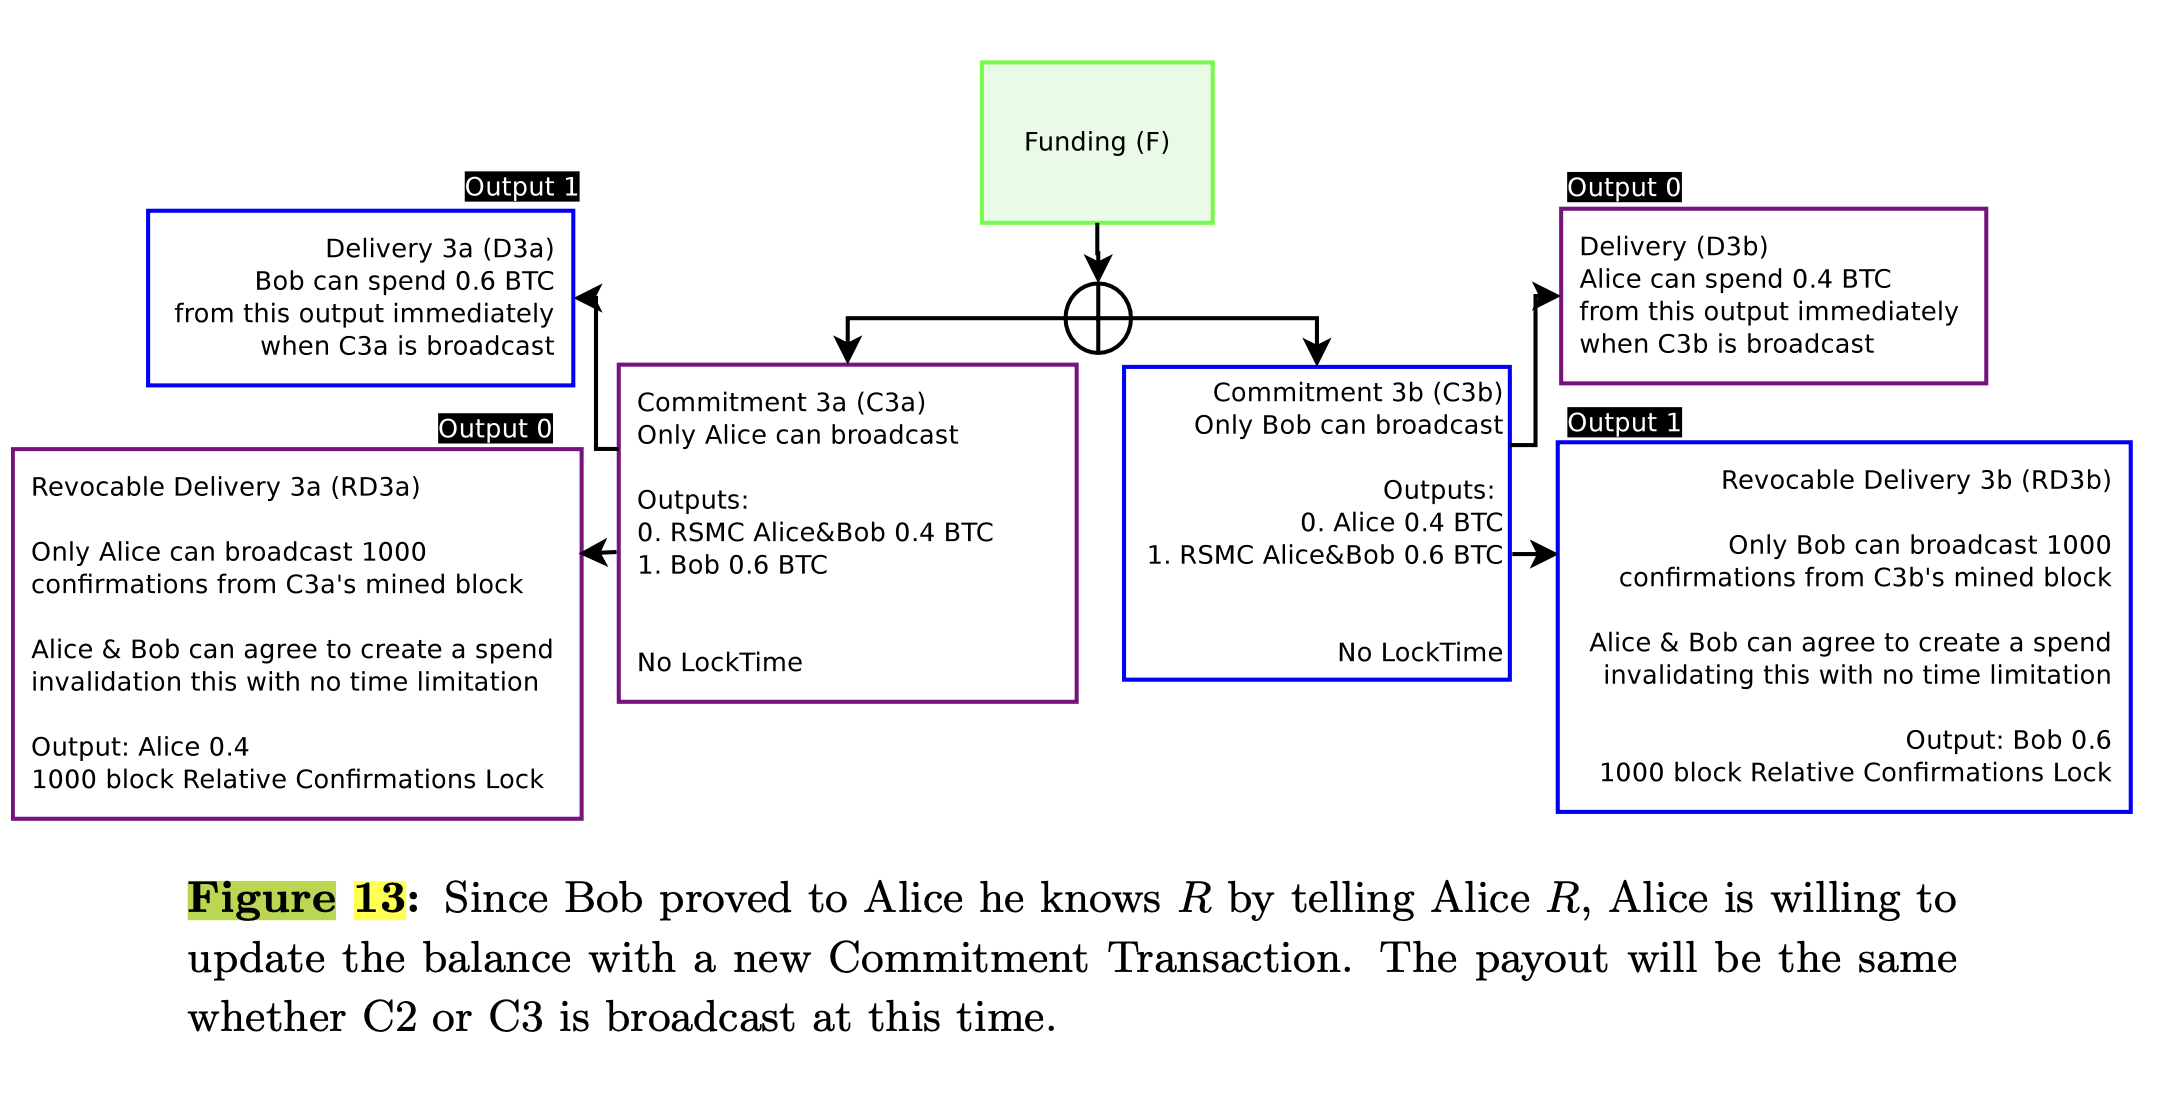 Funding (F)
Output 1
Delivery 3a (D3a)
Bob can spend 0.6 BTC
from this output immediately
when C3a is broadcast
Output 0
Revocable Delivery 3a (RD3a)
Only Alice can broadcast 1000
confirmations from C3a's mined block
Alice & Bob can agree to create a spend
invalidation this with no time limitation
Output: Alice 0.4
1000 block Relative Confirmations Lock
Commitment 3a (C3a)
Only Alice can broadcast
Outputs:
0. RSMC Alice&Bob 0.4 BTC
1. Bob 0.6 BTC
No LockTime
Commitment 3b (C3b)
Only Bob can broadcast
Outputs:
0. Alice 0.4 BTC
1. RSMC Alice&Bob 0.6 BTC
No LockTime
Output 0
Delivery (D3b)
Alice can spend 0.4 BTC
from this output immediately
when C3b is broadcast
Output 1
Revocable Delivery 3b (RD3b)
Only Bob can broadcast 1000
confirmations from C3b's mined block
Alice & Bob can agree to create a spend
invalidating this with no time limitation
Output: Bob 0.6
1000 block Relative Confirmations Lock
Figure 13: Since Bob proved to Alice he knows R by telling Alice R, Alice is willing to
update the balance with a new Commitment Transaction. The payout will be the same
whether C2 or C3 is broadcast at this time.